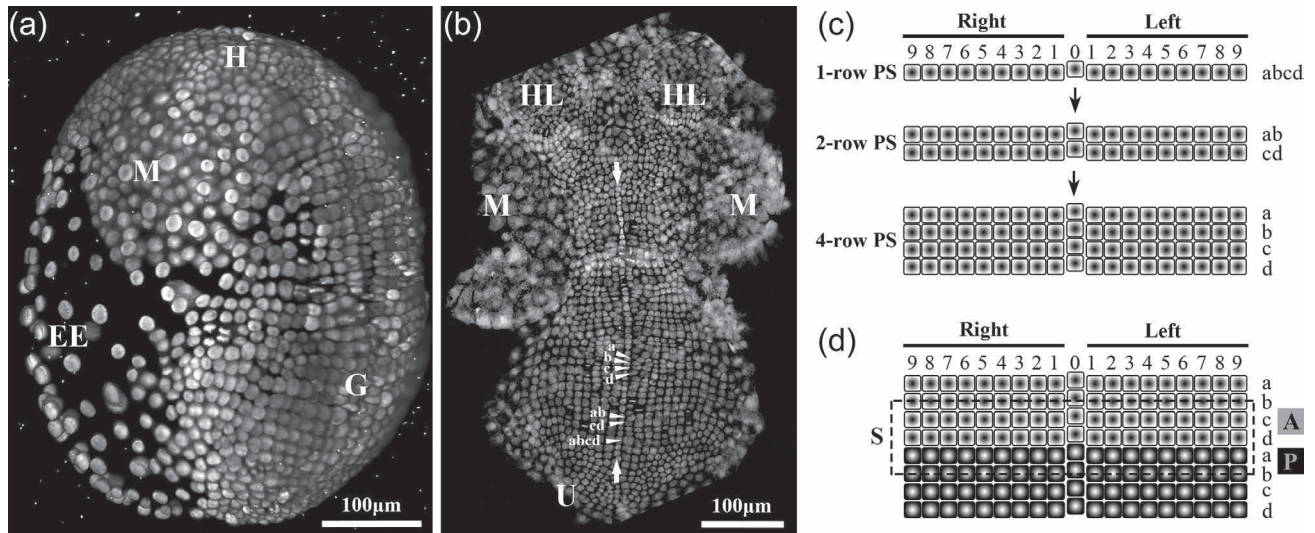 (a)
H
M
EE
G
100μm
(b)
HL HL
M M
a
b
c
d
ab
cd
abcd
U
100μm
(c)
Right Left
9 8 7 6 5 4 3 2 1 0 1 2 3 4 5 6 7 8 9
1-row PS abcd
2-row PS ab
cd
4-row PS a
b
c
d
(d)
Right Left
9 8 7 6 5 4 3 2 1 0 1 2 3 4 5 6 7 8 9
a
b
c
d
a
b
c
d
S
A
P